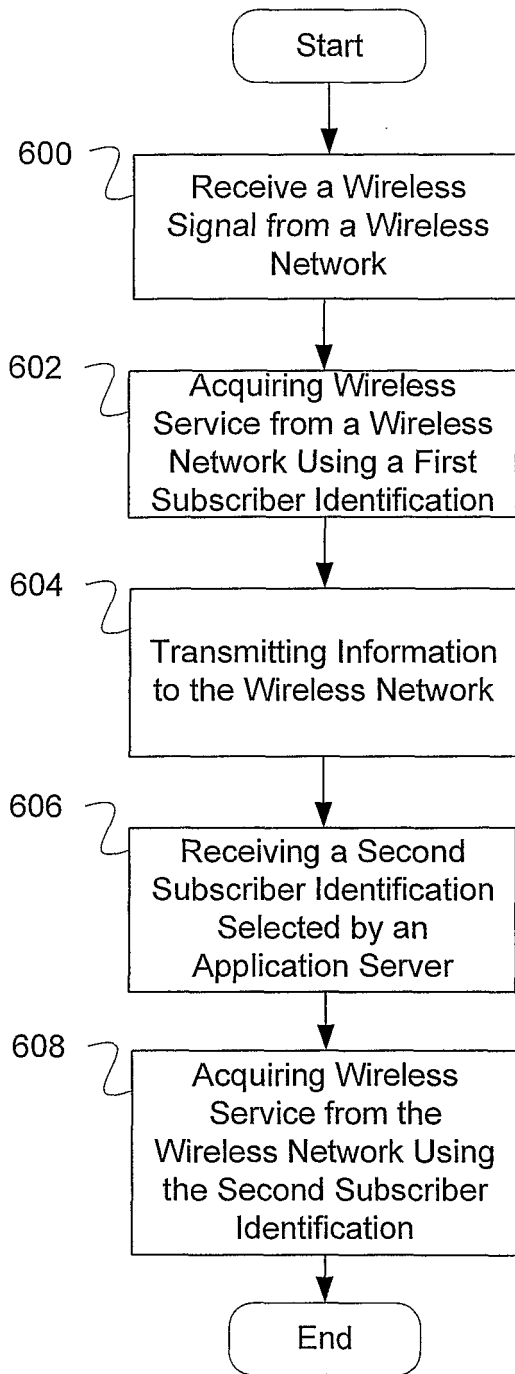 Start
600
Receive a Wireless
Signal from a Wireless
Network
602
Acquiring Wireless
Service from a Wireless
Network Using a First
Subscriber Identification
604
Transmitting Information
to the Wireless Network
606
Receiving a Second
Subscriber Identification
Selected by an
Application Server
608
Acquiring Wireless
Service from the
Wireless Network Using
the Second Subscriber
Identification
End